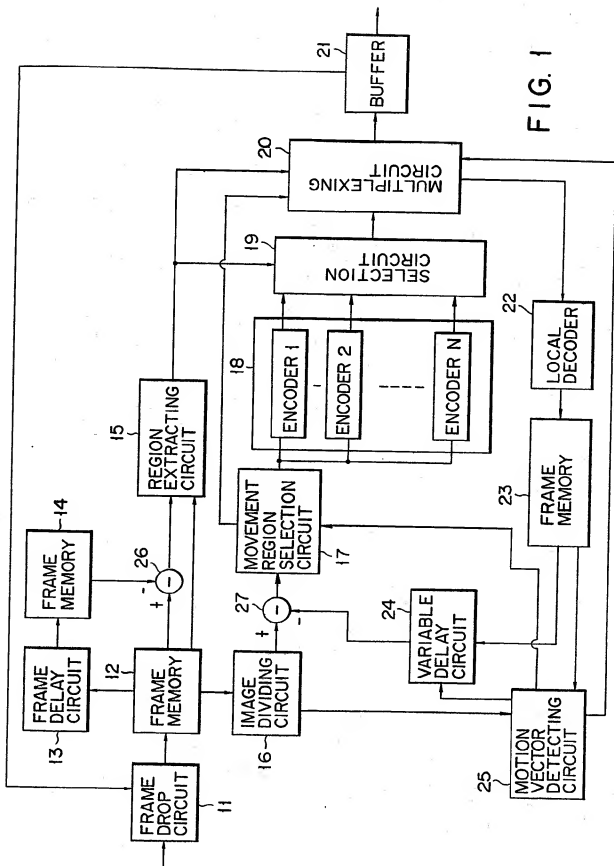 FRAME
DROP
CIRCUIT
11
FRAME
MEMORY
12
FRAME
DELAY
CIRCUIT
13
FRAME
MEMORY
14
REGION
EXTRACTING
CIRCUIT
15
+
-
26
-
IMAGE
DIVIDING
CIRCUIT
16
+
-
27
-
MOVEMENT
REGION
SELECTION
CIRCUIT
17
18
ENCODER 1
ENCODER 2
ENCODER N
SELECTION
CIRCUIT
19
MULTIPLEXING
CIRCUIT
20
BUFFER
21
LOCAL
DECODER
22
FRAME
MEMORY
23
VARIABLE
DELAY
CIRCUIT
24
MOTION
VECTOR
DETECTING
CIRCUIT
25
FIG. 1